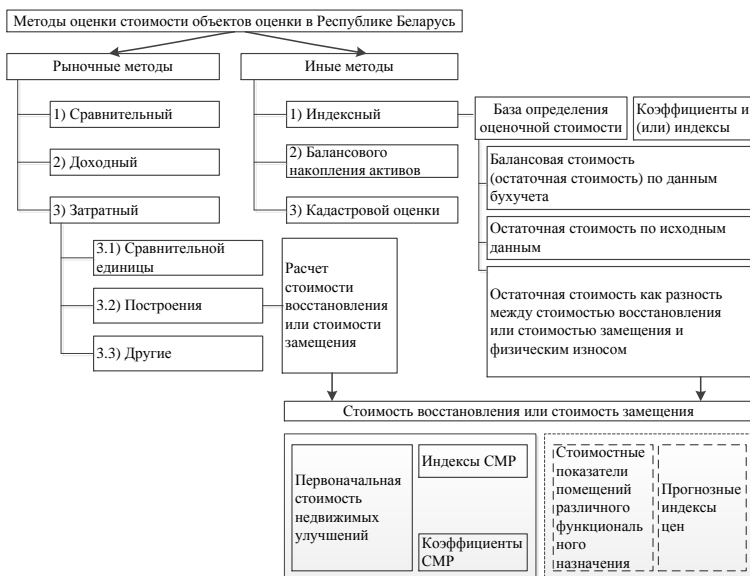 Методы оценки стоимости объектов оценки в Республике Беларусь
Рыночные методы
Иные методы
1) Сравнительный
2) Доходный
3) Затратный
3.1) Сравнительной
единицы
3.2) Построения
3.3) Другие
1) Индексный
2) Балансового
накопления активов
3) Кадастровой оценки
База определения
оценочной стоимости
Коэффициенты и
(или) индексы
Балансовая стоимость
(остаточная стоимость) по данным
бухучета
Остаточная стоимость по исходным
данным
Остаточная стоимость как разность
между стоимостью восстановления
или стоимостью замещения и
физическим износом
Расчет
стоимости
восстановления
или стоимости
замещения
Стоимость восстановления или стоимость замещения
Первоначальная
стоимость
недвижимых
улучшений
Индексы СМР
Коэффициенты
СМР
Стоимостные
показатели
помещений
различного
функциональ
ного
назначения
Прогнозные
индексы
цен